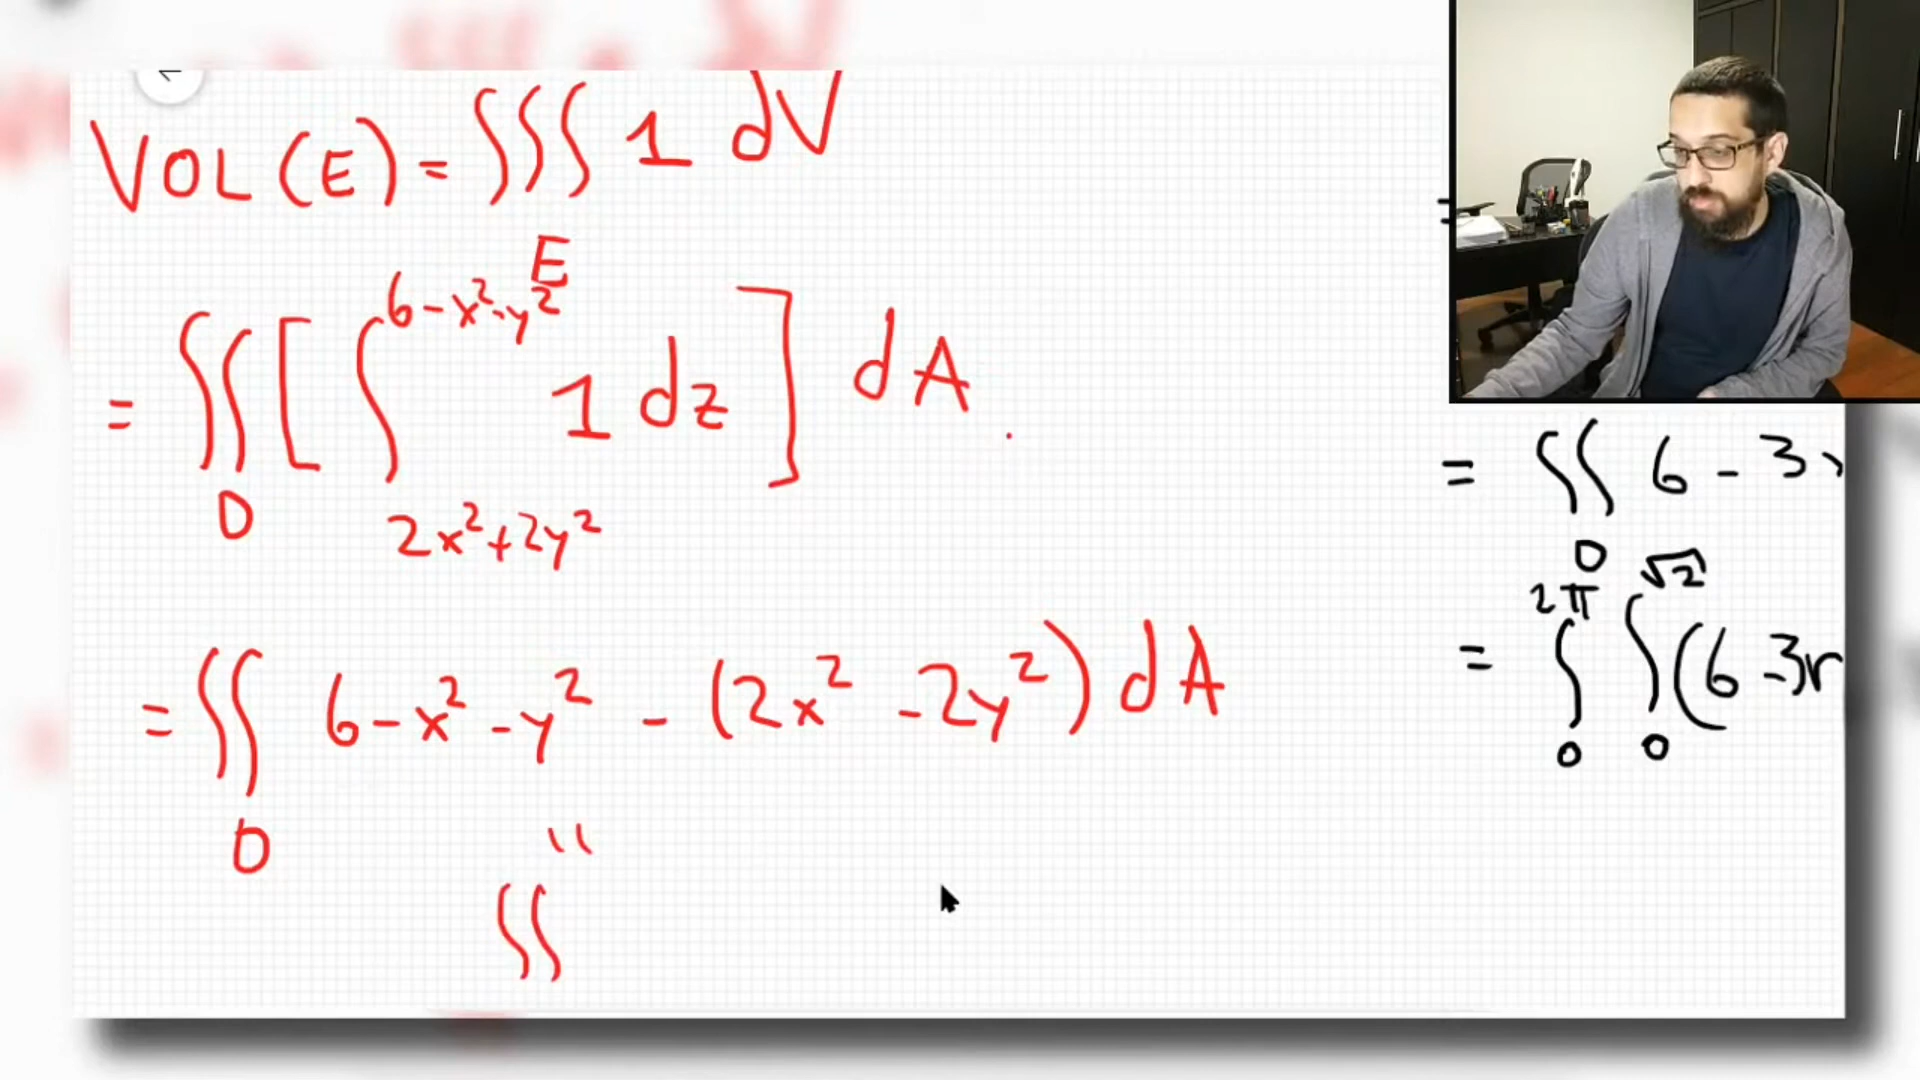 VOL(E) = ∭ 1 dV
E
6-x²-y²
= ∬ [ ∫ 1 dz ] dA
D
2x²+2y²
= ∬ 6-x²-y² - (2x² -2y²) dA
D
"
∬
= ∬ 6 - 3
D
2π √2
= ∫ ∫ (6 -3r
0 0